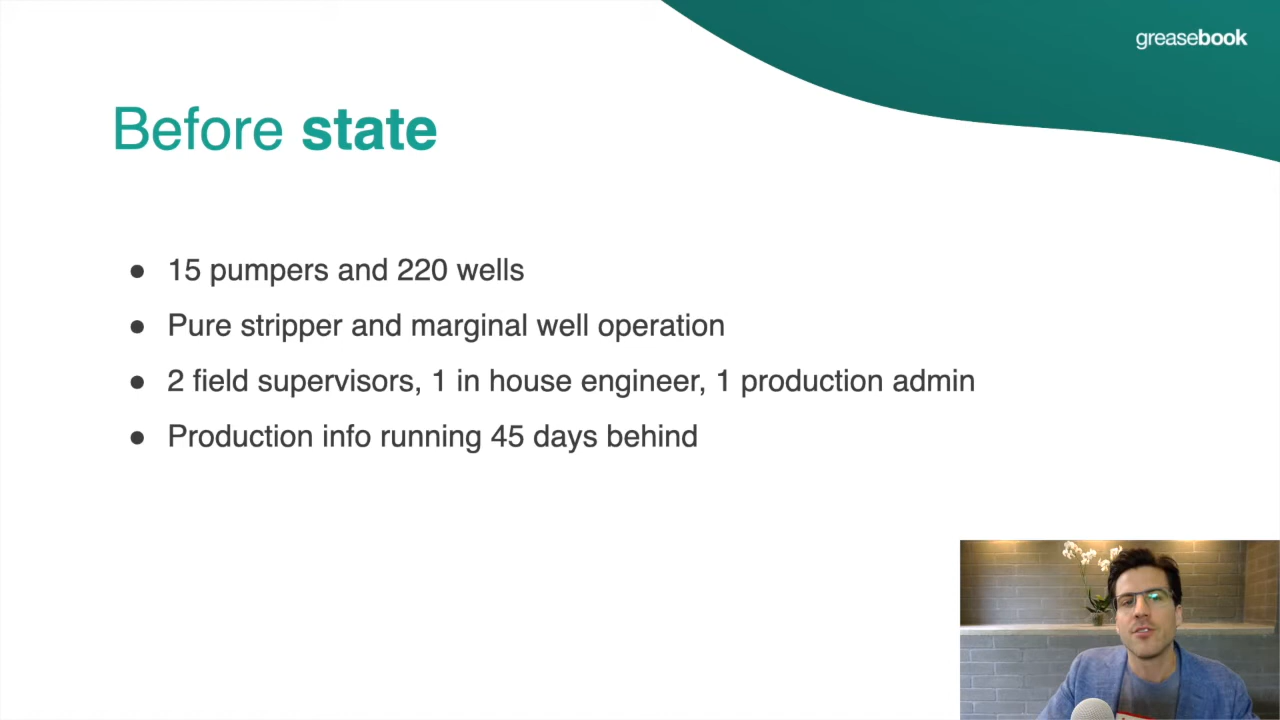 greasebook
Before state
● 15 pumpers and 220 wells
● Pure stripper and marginal well operation
● 2 field supervisors, 1 in house engineer, 1 production admin
● Production info running 45 days behind